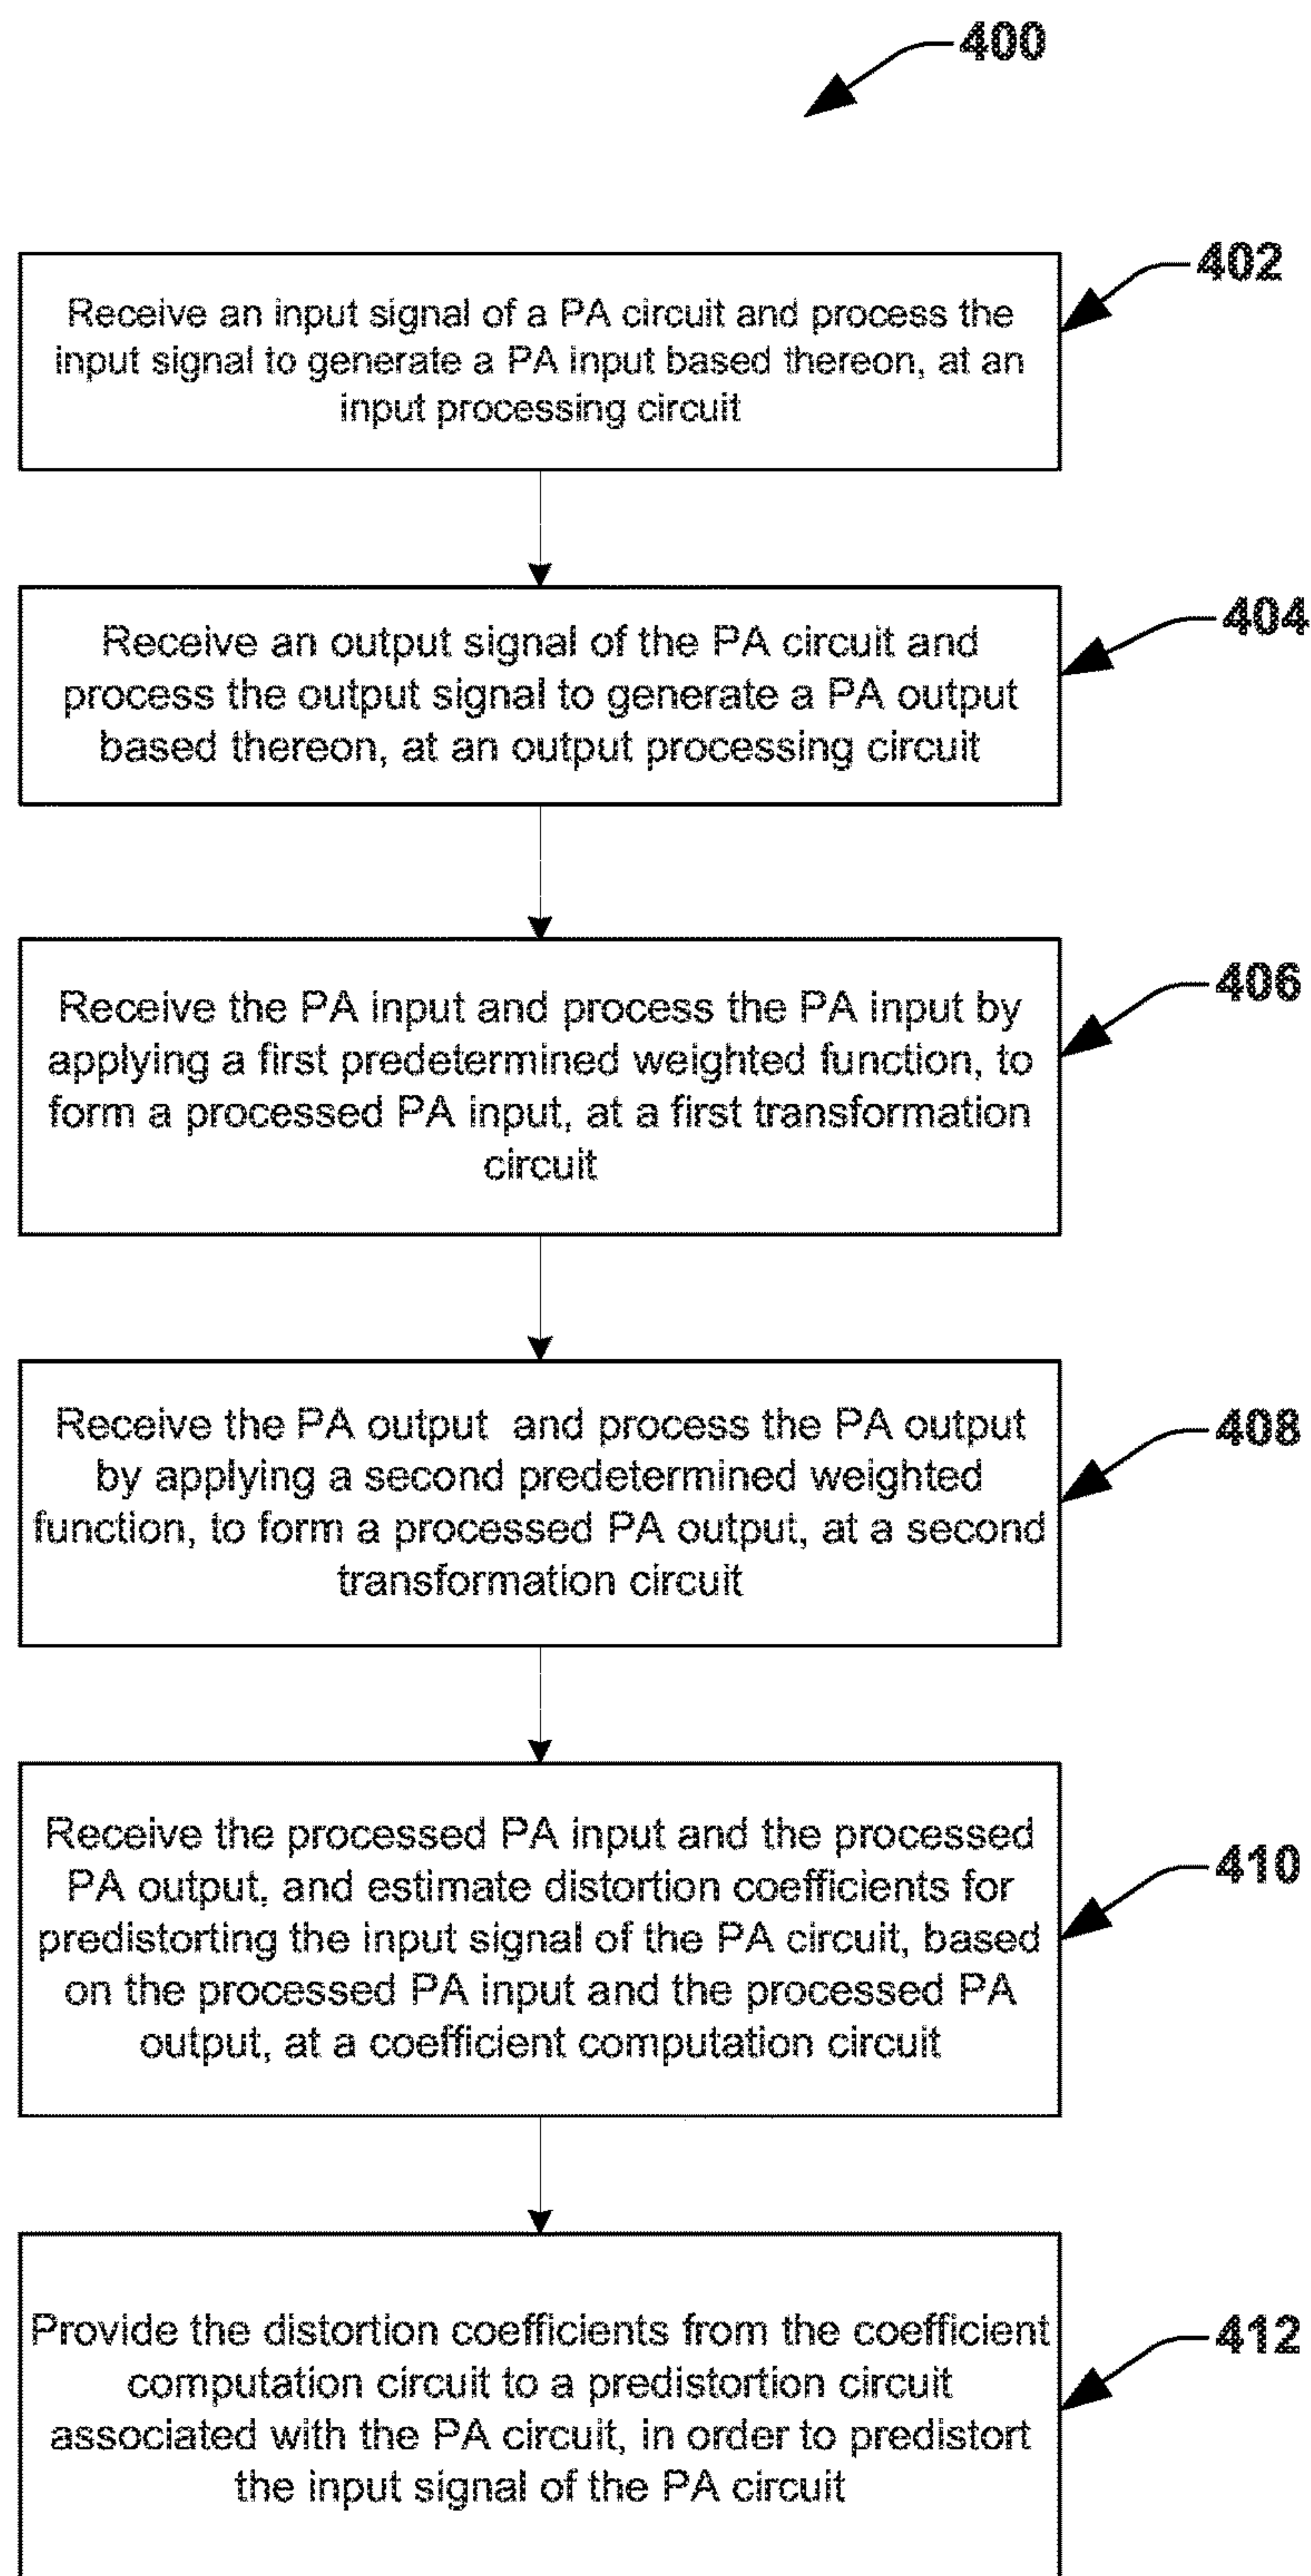 400
402
Receive an input signal of a PA circuit and process the
input signal to generate a PA input based thereon, at an
input processing circuit
404
Receive an output signal of the PA circuit and
process the output signal to generate a PA output
based thereon, at an output processing circuit
406
Receive the PA input and process the PA input by
applying a first predetermined weighted function, to
form a processed PA input, at a first transformation
circuit
408
Receive the PA output and process the PA output
by applying a second predetermined weighted
function, to form a processed PA output, at a second
transformation circuit
410
Receive the processed PA input and the processed
PA output, and estimate distortion coefficients for
predistorting the input signal of the PA circuit, based
on the processed PA input and the processed PA
output, at a coefficient computation circuit
412
Provide the distortion coefficients from the coefficient
computation circuit to a predistortion circuit
associated with the PA circuit, in order to predistort
the input signal of the PA circuit